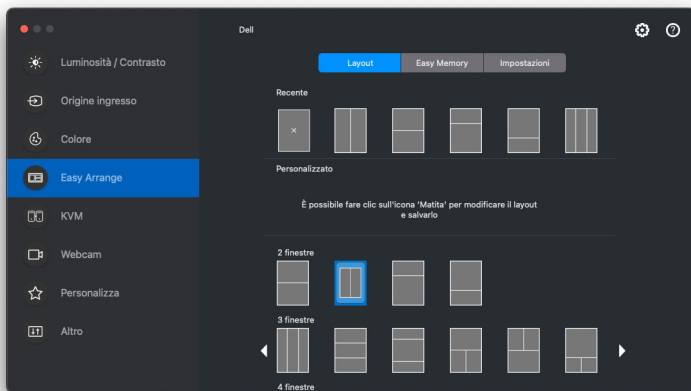 Dell
Luminosità / Contrasto
Origine ingresso
Colore
Easy Arrange
KVM
Webcam
Personalizza
Altro
Layout
Easy Memory
Impostazioni
Recente
Personalizzato
È possibile fare clic sull'icona 'Matita' per modificare il layout
e salvarlo
2 finestre
3 finestre
4 finestre